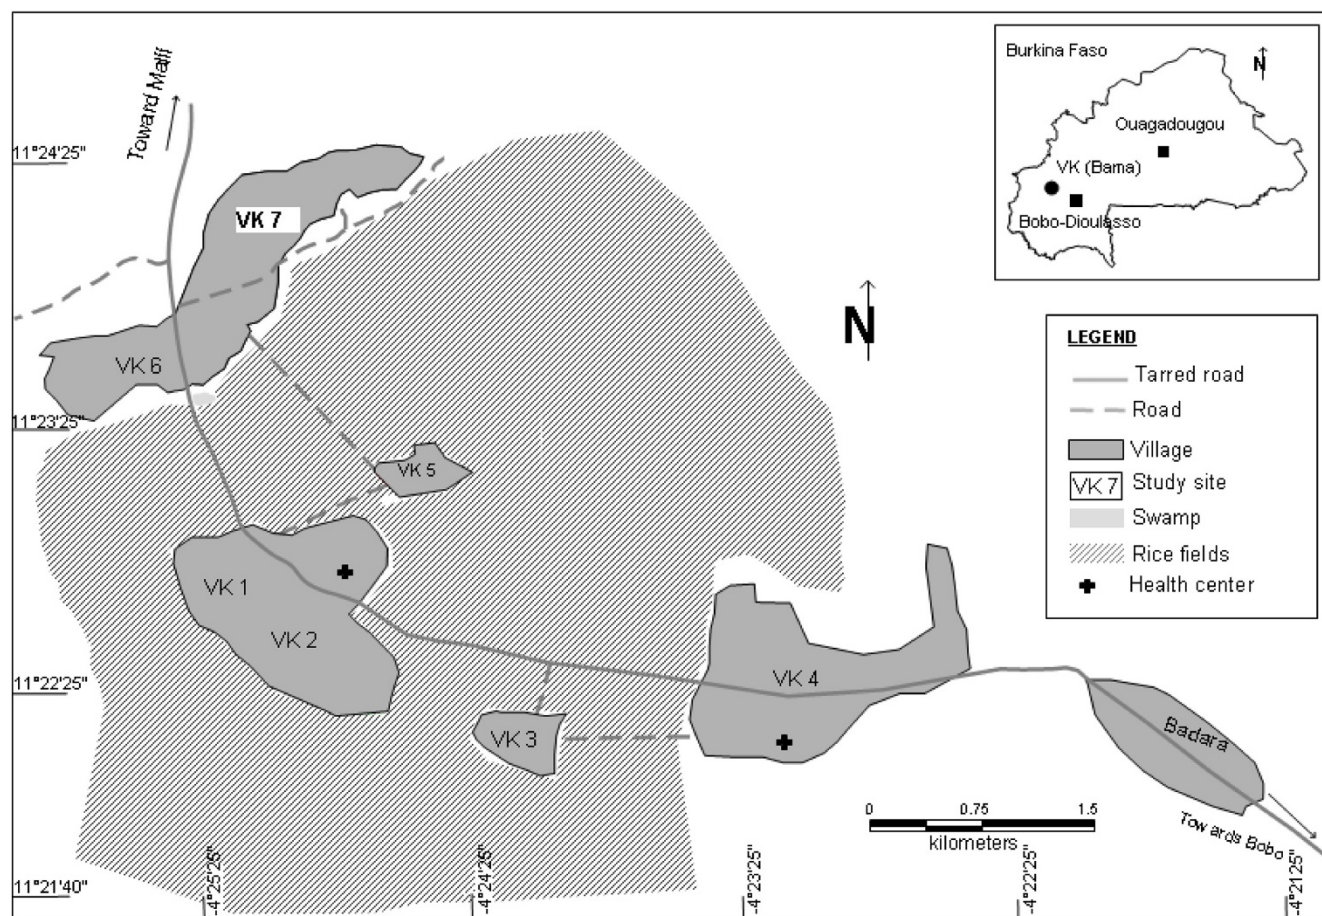 Toward Malii
11°24'25"
VK 7
VK 6
11°23'25"
VK 5
VK 1
VK 2
11°22'25"
VK 3
VK 4
Badara
Towards Bobo
11°21'40"
-4°25'25"
-4°24'25"
-4°23'25"
-4°22'25"
-4°21'25"
N
0 0.75 1.5
kilometers
Burkina Faso
N
Ouagadougou
VK (Bama)
Bobo-Dioulasso
LEGEND
Tarred road
Road
Village
VK 7 Study site
Swamp
Rice fields
Health center